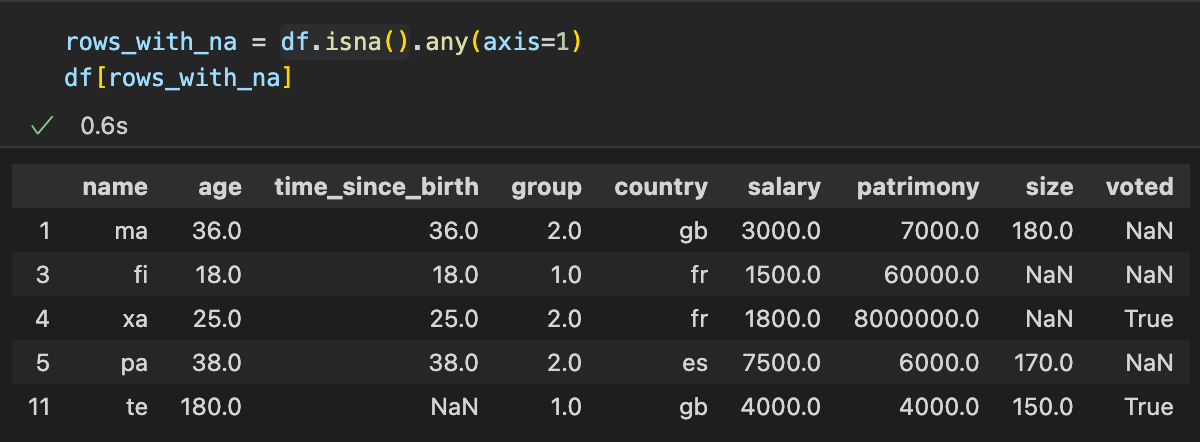 rows_with_na = df.isna().any(axis=1)
df[rows_with_na]
✓ 0.6s
name age time_since_birth group country salary patrimony size voted
1 ma 36.0 36.0 2.0 gb 3000.0 7000.0 180.0 NaN
3 fi 18.0 18.0 1.0 fr 1500.0 60000.0 NaN NaN
4 xa 25.0 25.0 2.0 fr 1800.0 8000000.0 NaN True
5 pa 38.0 38.0 2.0 es 7500.0 6000.0 170.0 NaN
11 te 180.0 NaN 1.0 gb 4000.0 4000.0 150.0 True